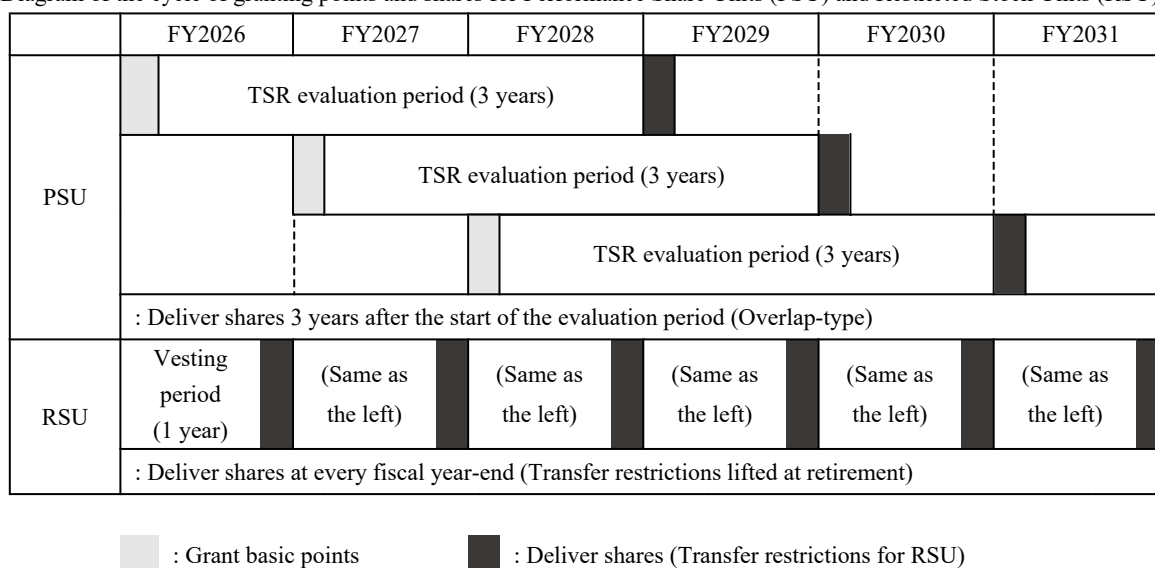 Diagram of the cycle of granting points and shares for Performance Share Units (PSU) and Restricted Stock Units (RSU)
FY2026 FY2027 FY2028 FY2029 FY2030 FY2031
PSU
TSR evaluation period (3 years)
TSR evaluation period (3 years)
TSR evaluation period (3 years)
: Deliver shares 3 years after the start of the evaluation period (Overlap-type)
RSU
Vesting
period
(1 year)
(Same as
the left)
(Same as
the left)
(Same as
the left)
(Same as
the left)
(Same as
the left)
: Deliver shares at every fiscal year-end (Transfer restrictions lifted at retirement)
: Grant basic points
: Deliver shares (Transfer restrictions for RSU)